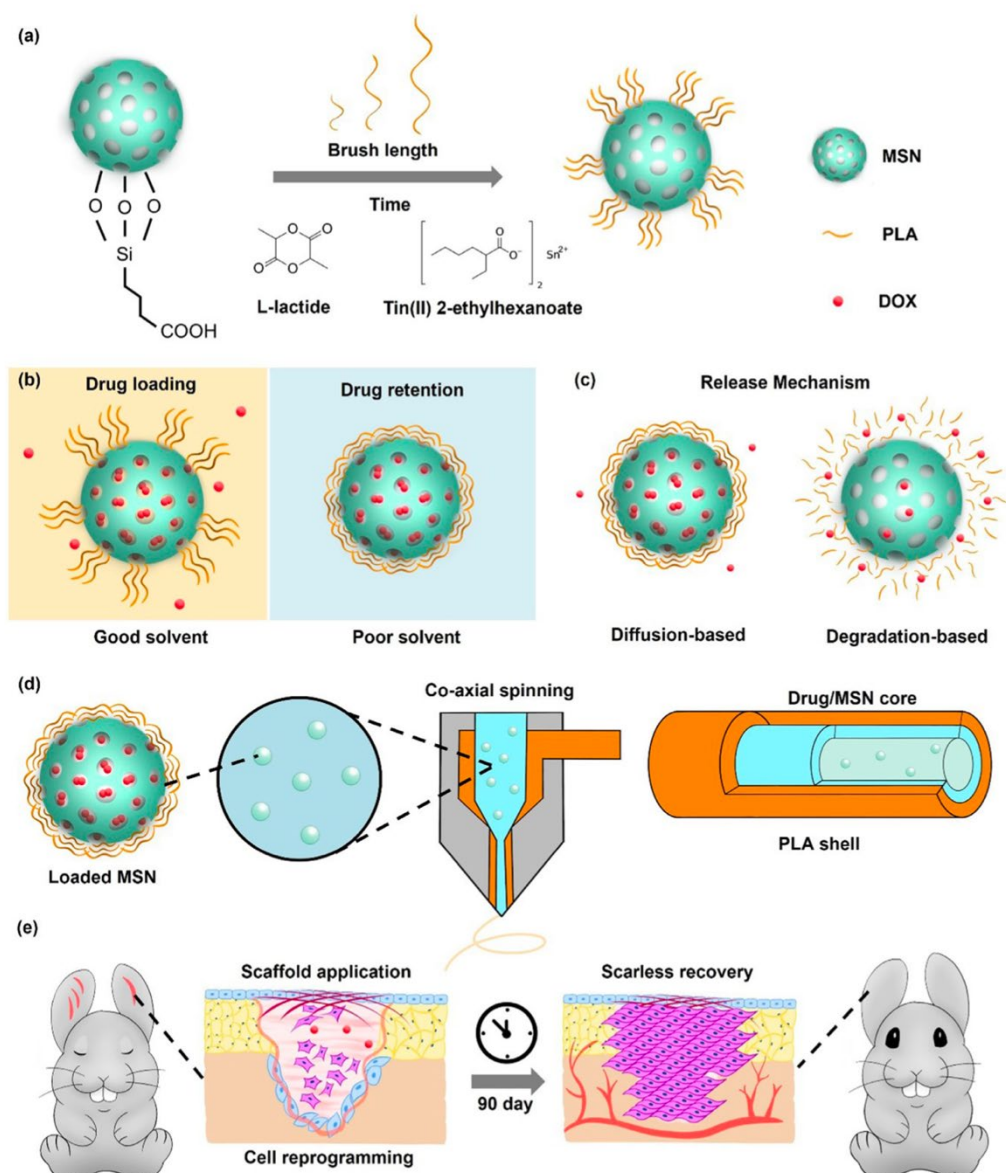 (a)
O O O
Si
COOH
Brush length
Time
O
O
O
O
L-lactide
O
O⁻
2
Sn²⁺
Tin(II) 2-ethylhexanoate
MSN
PLA
DOX
(b)
Drug loading
Drug retention
Good solvent
Poor solvent
(c)
Release Mechanism
Diffusion-based
Degradation-based
(d)
Loaded MSN
Co-axial spinning
Drug/MSN core
PLA shell
(e)
Scaffold application
Cell reprogramming
90 day
Scarless recovery